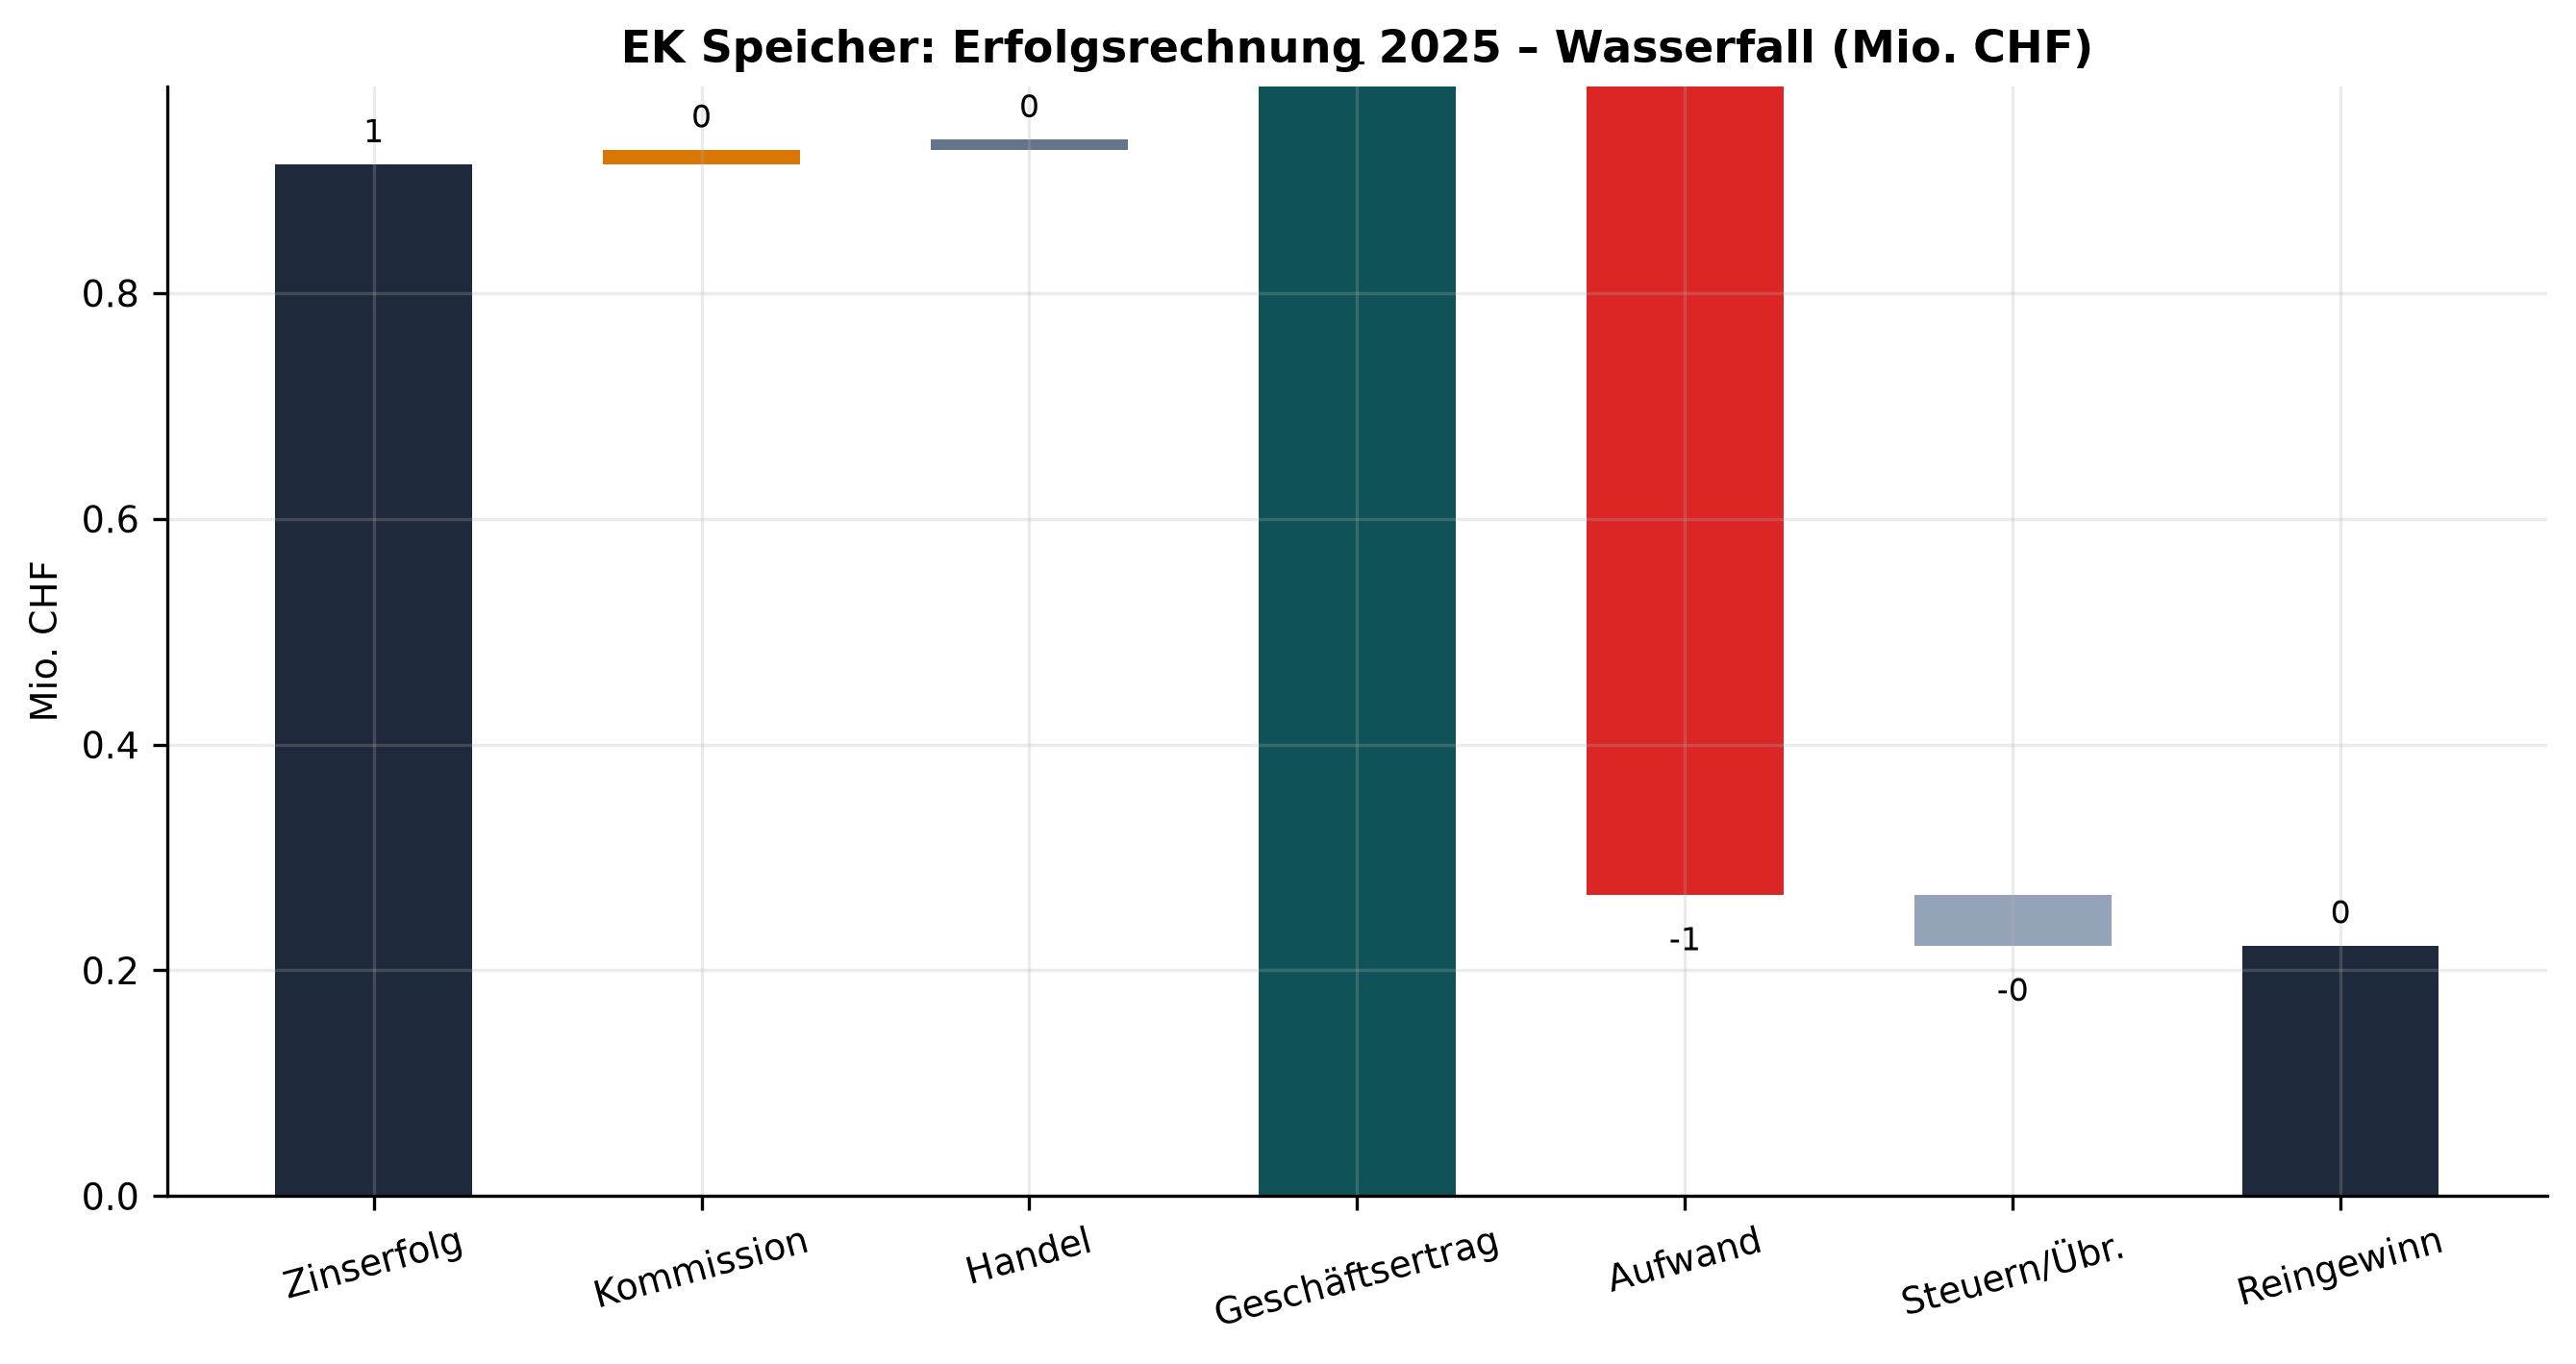 EK Speicher: Erfolgsrechnung 2025 – Wasserfall (Mio. CHF)
1
0
0
0.8
0.6
0.4
0.2
0.0
Mio. CHF
-1
-0
0
Zinserfolg
Kommission
Handel
Geschäftsertrag
Aufwand
Steuern/Übr.
Reingewinn